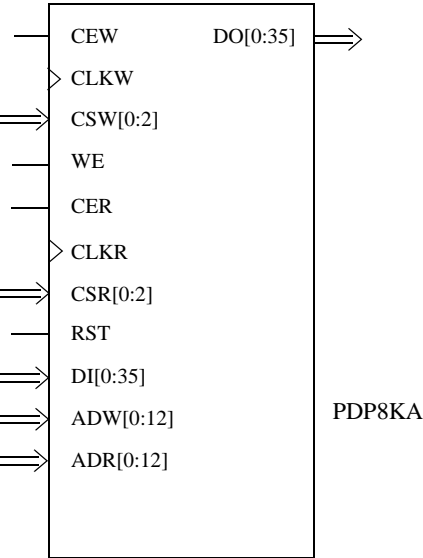 CEW DO[0:35]
CLKW
CSW[0:2]
WE
CER
CLKR
CSR[0:2]
RST
DI[0:35]
ADW[0:12] PDP8KA
ADR[0:12]